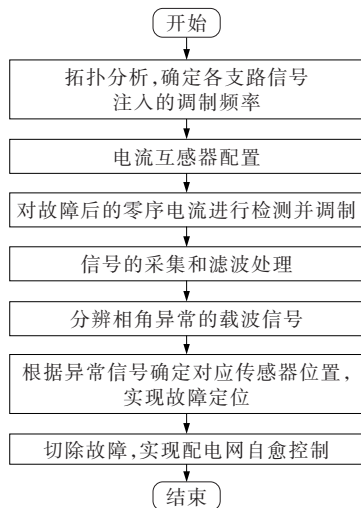 开始
拓扑分析,确定各支路信号
注入的调制频率
电流互感器配置
对故障后的零序电流进行检测并调制
信号的采集和滤波处理
分辨相角异常的载波信号
根据异常信号确定对应传感器位置,
实现故障定位
切除故障,实现配电网自愈控制
结束